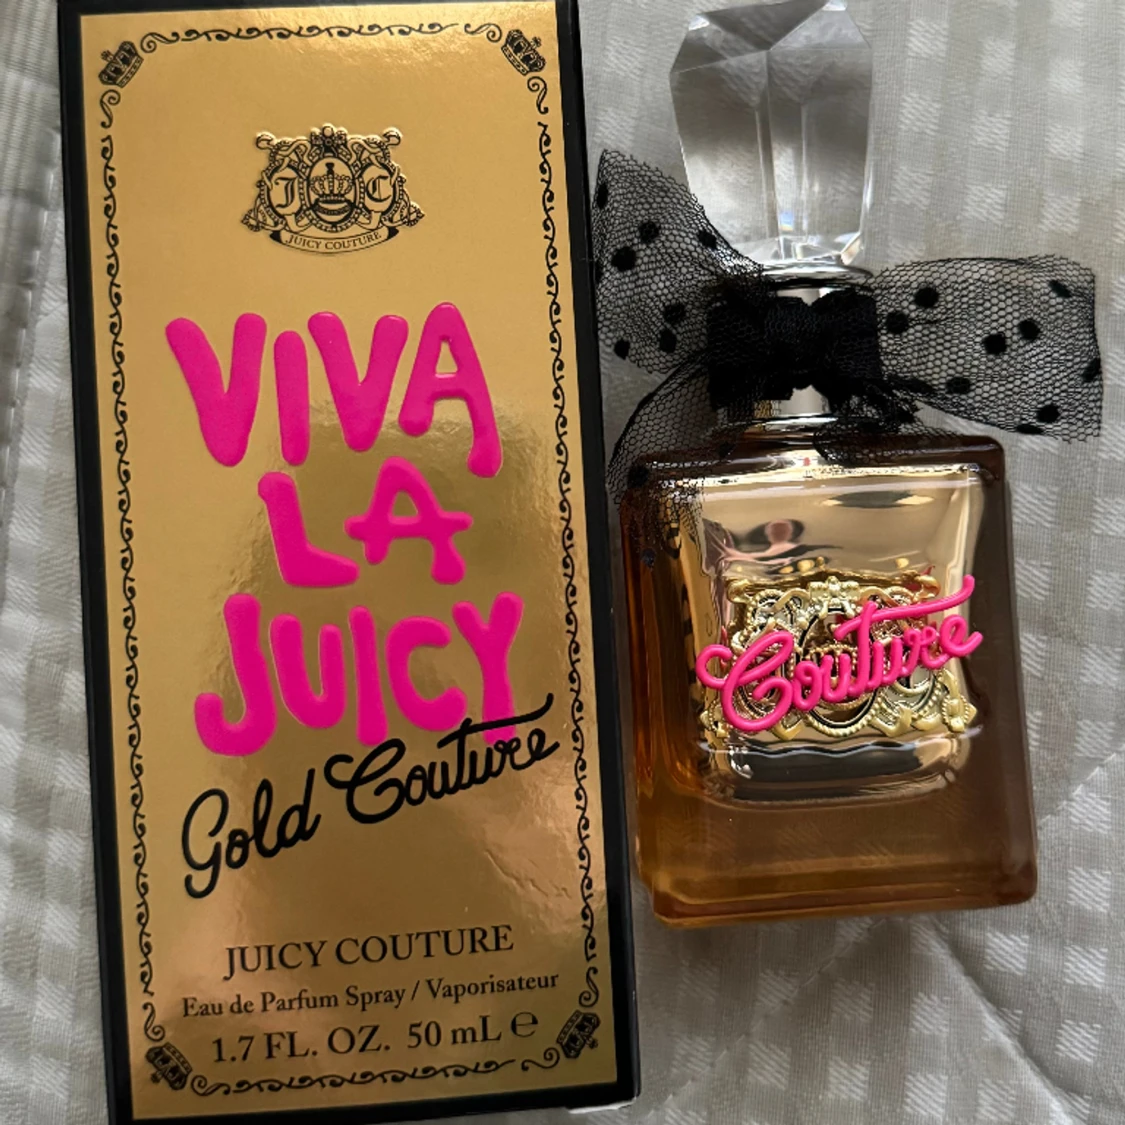 J C
JUICY COUTURE
VIVA
LA
JUICY
Gold Couture
JUICY COUTURE
Eau de Parfum Spray / Vaporisateur
1.7 FL. OZ. 50 mL ℮
Couture